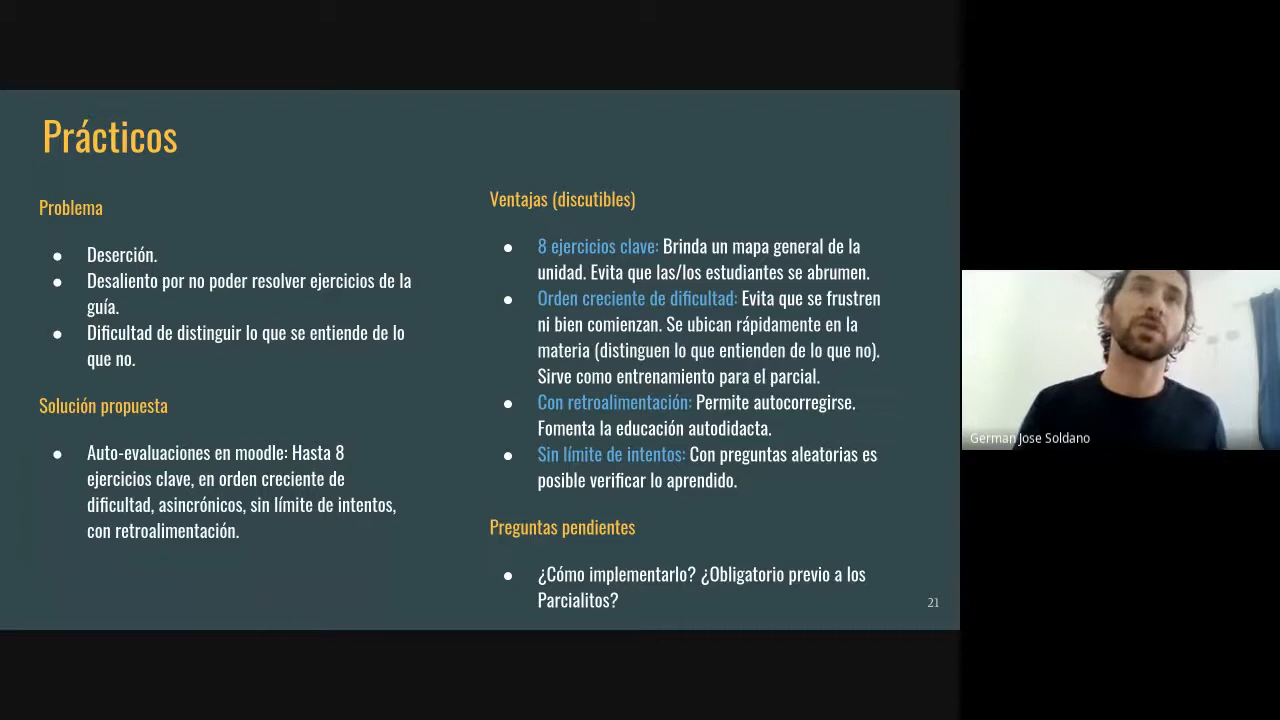 Prácticos
Problema
● Deserción.
● Desaliento por no poder resolver ejercicios de la
guía.
● Dificultad de distinguir lo que se entiende de lo
que no.
Solución propuesta
● Auto-evaluaciones en moodle: Hasta 8
ejercicios clave, en orden creciente de
dificultad, asincrónicos, sin límite de intentos,
con retroalimentación.
Ventajas (discutibles)
● 8 ejercicios clave: Brinda un mapa general de la
unidad. Evita que las/los estudiantes se abrumen.
● Orden creciente de dificultad: Evita que se frustren
ni bien comienzan. Se ubican rápidamente en la
materia (distinguen lo que entienden de lo que no).
Sirve como entrenamiento para el parcial.
● Con retroalimentación: Permite autocorregirse.
Fomenta la educación autodidacta.
● Sin límite de intentos: Con preguntas aleatorias es
posible verificar lo aprendido.
Preguntas pendientes
● ¿Cómo implementarlo? ¿Obligatorio previo a los
Parcialitos?
21
German Jose Soldano